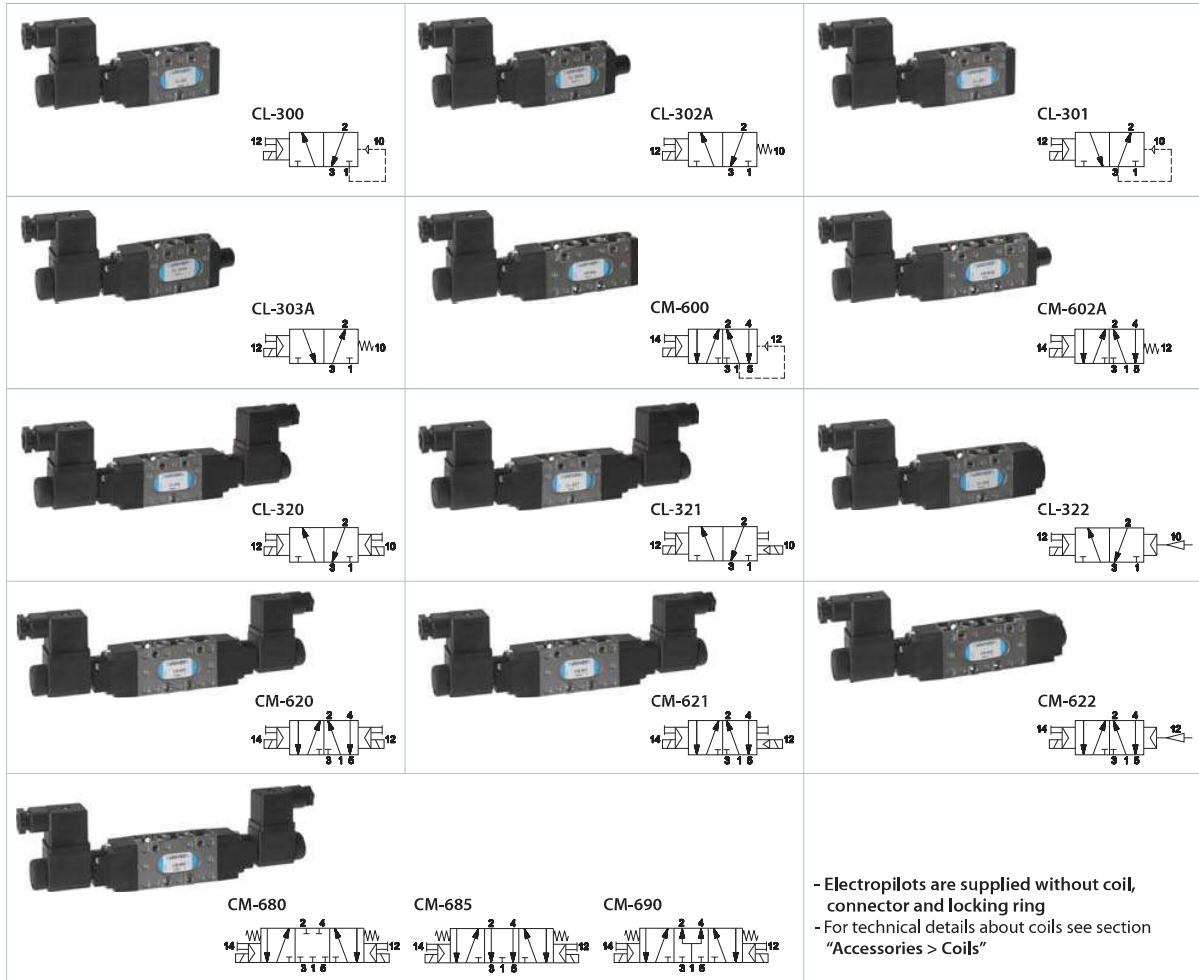 CL-300
12
2
10
3 1
CL-302A
12
2
10
3 1
CL-301
12
2
10
3 1
CL-303A
12
2
10
3 1
CM-600
14
2 4
12
3 1 5
CM-602A
14
2 4
12
3 1 5
CL-320
12
2
10
3 1
CL-321
12
2
10
3 1
CL-322
12
2
10
3 1
CM-620
14
2 4
12
3 1 5
CM-621
14
2 4
12
3 1 5
CM-622
14
2 4
12
3 1 5
CM-680
14
2 4
12
3 1 5
CM-685
14
2 4
12
3 1 5
CM-690
14
2 4
12
3 1 5
- Electropilots are supplied without coil,
connector and locking ring
- For technical details about coils see section
"Accessories > Coils"